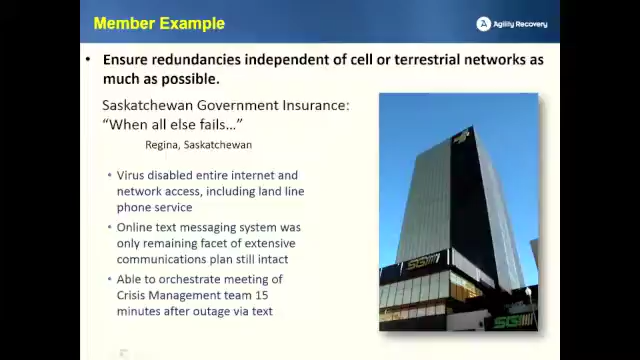 Member Example
Agility Recovery
• Ensure redundancies independent of cell or terrestrial networks as
much as possible.
Saskatchewan Government Insurance:
“When all else fails…”
Regina, Saskatchewan
• Virus disabled entire internet and
network access, including land line
phone service
• Online text messaging system was
only remaining facet of extensive
communications plan still intact
• Able to orchestrate meeting of
Crisis Management team 15
minutes after outage via text
SGI
SGI